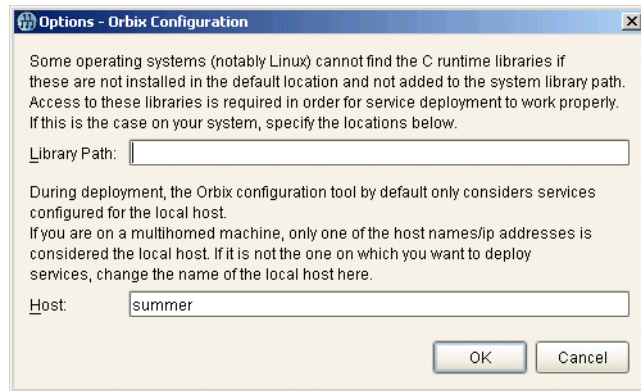 Options - Orbix Configuration
Some operating systems (notably Linux) cannot find the C runtime libraries if
these are not installed in the default location and not added to the system library path.
Access to these libraries is required in order for service deployment to work properly.
If this is the case on your system, specify the locations below.
Library Path:
During deployment, the Orbix configuration tool by default only considers services
configured for the local host.
If you are on a multihomed machine, only one of the host names/ip addresses is
considered the local host. If it is not the one on which you want to deploy
services, change the name of the local host here.
Host: summer
OK Cancel